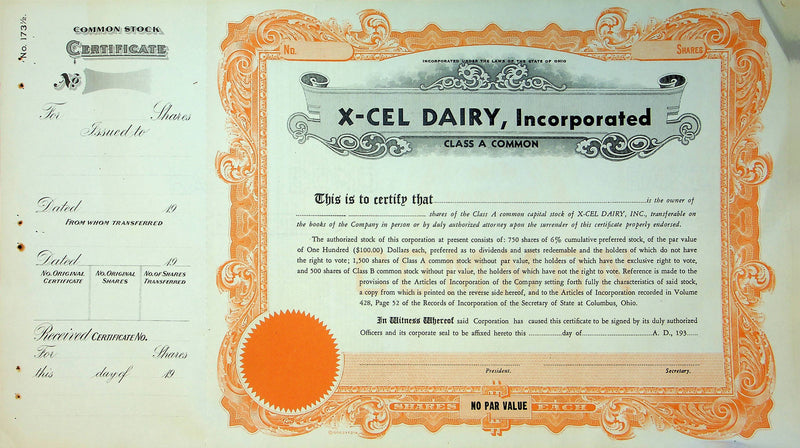 No. 173½.
COMMON STOCK
CERTIFICATE
No
For Shares
Issued to
Dated 19
FROM WHOM TRANSFERRED
Dated 19
NO. ORIGINAL CERTIFICATE
NO. ORIGINAL SHARES
NO. OF SHARES TRANSFERRED
Received CERTIFICATE NO.
For Shares
this day of 19
No.
SHARES
INCORPORATED UNDER THE LAWS OF THE STATE OF OHIO
X-CEL DAIRY, Incorporated
CLASS A COMMON
This is to certify that is the owner of
shares of the Class A common capital stock of X-CEL DAIRY, INC., transferable on
the books of the Company in person or by duly authorized attorney upon the surrender of this certificate properly endorsed.
The authorized stock of this corporation at present consists of: 750 shares of 6% cumulative preferred stock, of the par value
of One Hundred ($100.00) Dollars each, preferred as to dividends and assets redeemable and the holders of which do not have
the right to vote; 1,500 shares of Class A common stock without par value, the holders of which have the exclusive right to vote,
and 500 shares of Class B common stock without par value, the holders of which have not the right to vote. Reference is made to the
provisions of the Articles of Incorporation of the Company setting forth fully the characteristics of said stock,
a copy from which is printed on the reverse side hereof, and to the Articles of Incorporation recorded in Volume
428, Page 52 of the Records of Incorporation of the Secretary of State at Columbus, Ohio.
In Witness Whereof said Corporation has caused this certificate to be signed by its duly authorized
Officers and its corporate seal to be affixed hereto this day of A. D., 193
President. Secretary.
SHARES NO PAR VALUE EACH